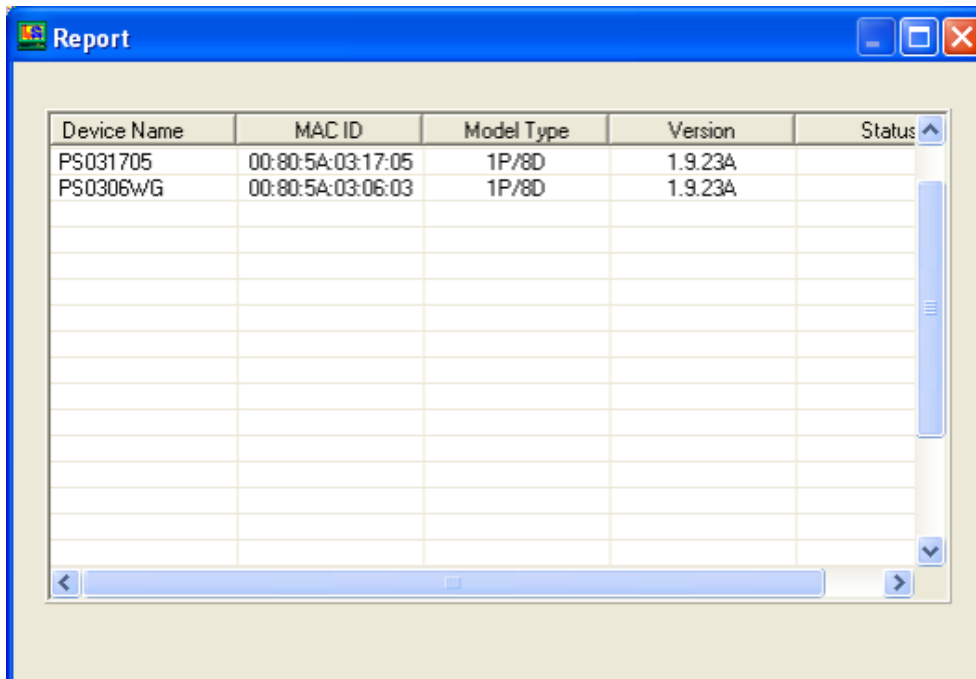 Report
Device Name MAC ID Model Type Version Status
PS031705 00:80:5A:03:17:05 1P/8D 1.9.23A
PS0306WG 00:80:5A:03:06:03 1P/8D 1.9.23A